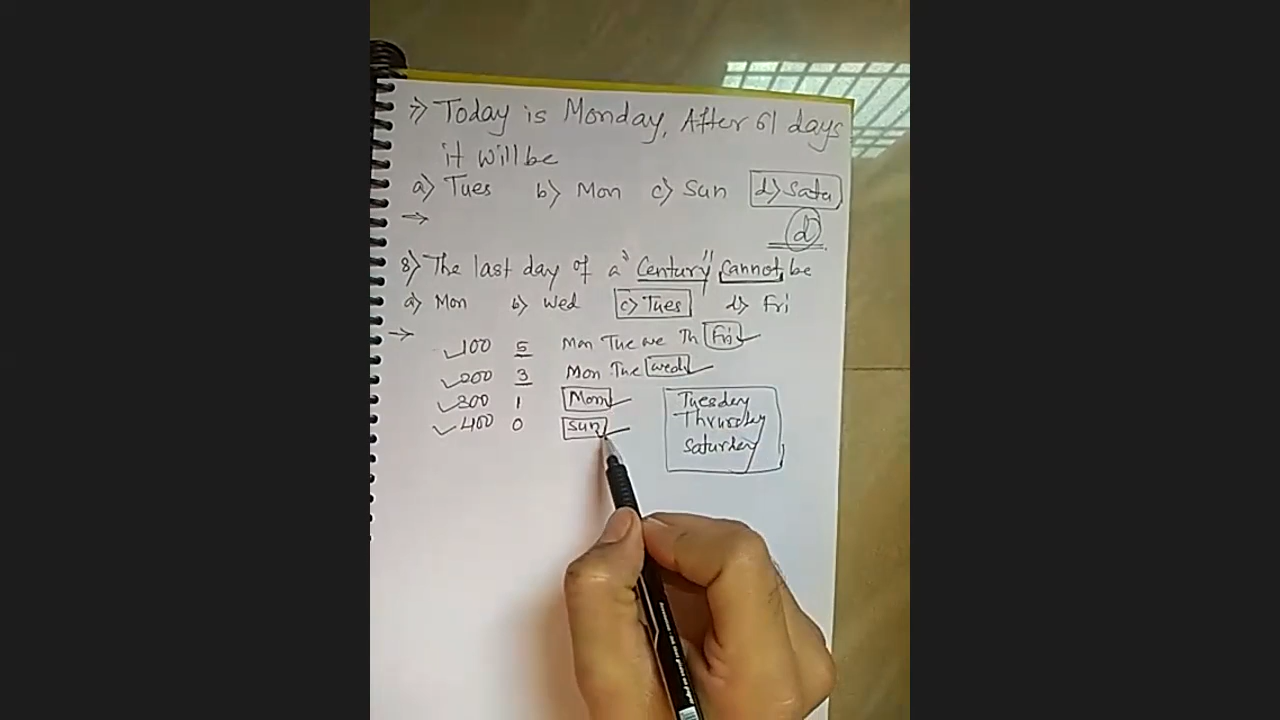 7) Today is Monday, After 61 days
it will be
a) Tues b) Mon c) Sun d) Satu
→ d
8) The last day of a "Century" cannot be
a) Mon b) Wed c) Tues d) Fri
→
100 5 Mon Tue we Th Fri
200 3 Mon Tue wed
300 1 Mon
400 0 Sun
Tuesday
Thrusday
Saturday